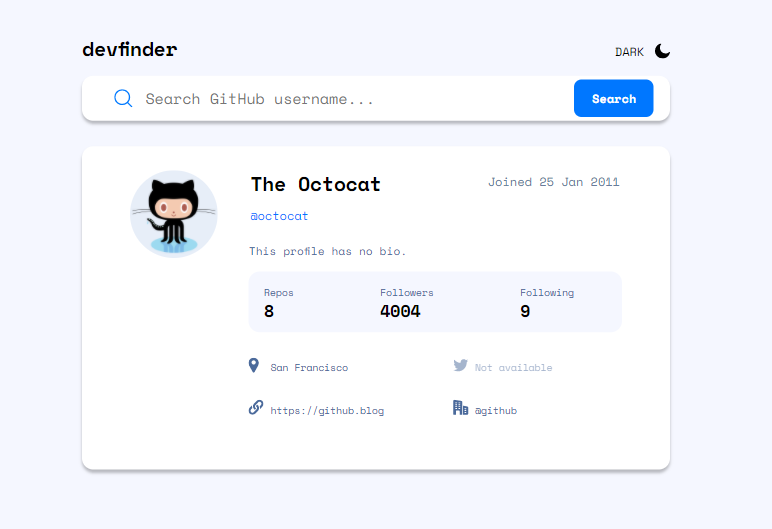 devfinder
DARK
Search GitHub username...
Search
The Octocat
Joined 25 Jan 2011
@octocat
This profile has no bio.
Repos
Followers
Following
8
4004
9
San Francisco
Not available
https://github.blog
@github